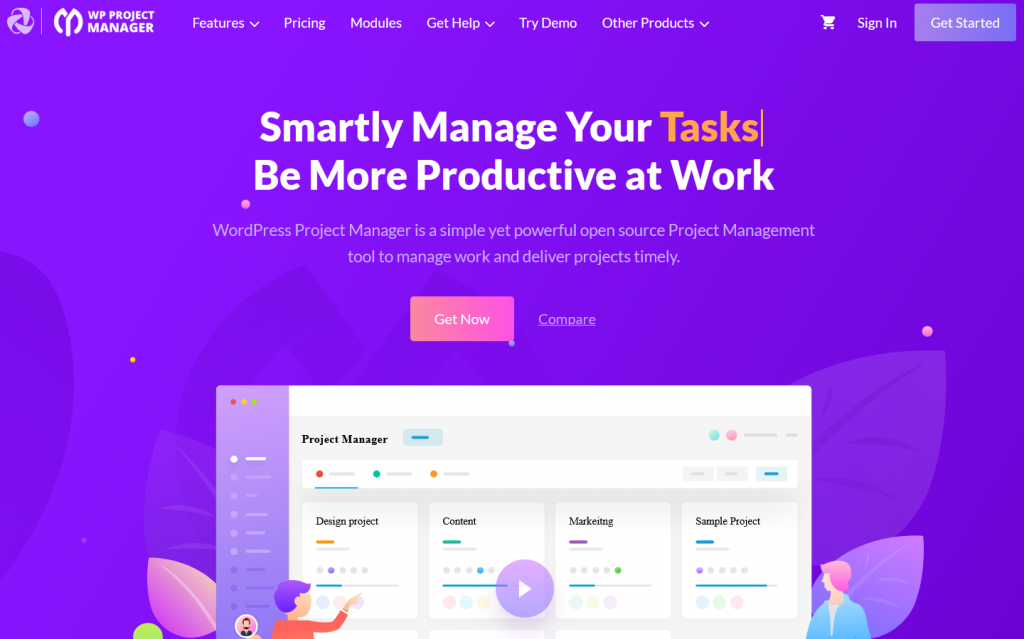 WP PROJECT
MANAGER
Features Pricing Modules Get Help Try Demo Other Products Sign In Get Started
Smartly Manage Your Tasks
Be More Productive at Work
WordPress Project Manager is a simple yet powerful open source Project Management
tool to manage work and deliver projects timely.
Get Now Compare
Project Manager
Design project Content Markeitng Sample Project